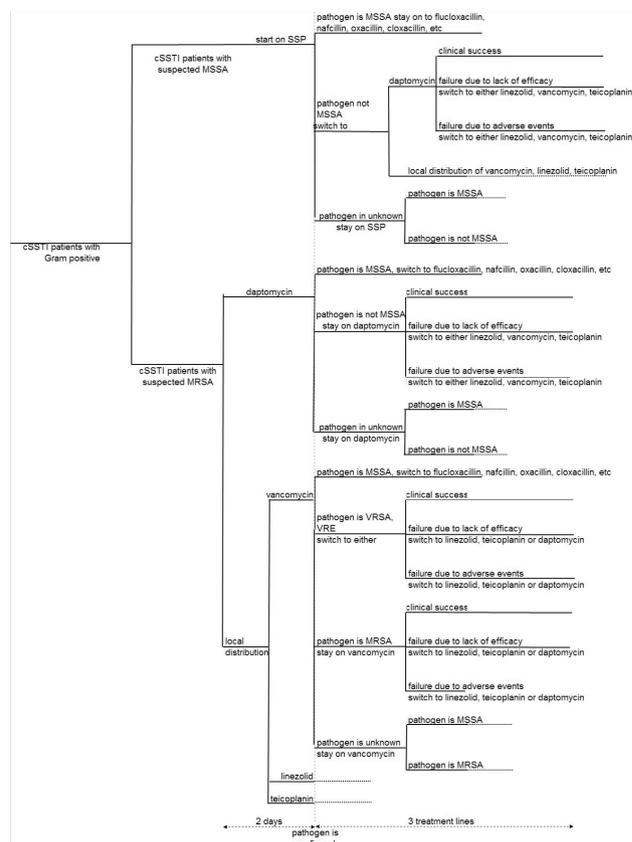 pathogen is MSSA stay on to flucloxacillin,
nafcillin, oxacillin, cloxacillin, etc
start on SSP
cSSTI patients with
suspected MSSA
clinical success
daptomycin
failure due to lack of efficacy
switch to either linezolid, vancomycin, teicoplanin
pathogen not
MSSA
switch to
failure due to adverse events
switch to either linezolid, vancomycin, teicoplanin
local distribution of vancomycin, linezolid, teicoplanin
pathogen is MSSA
pathogen in unknown
stay on SSP
pathogen is not MSSA
cSSTI patients with
Gram positive
pathogen is MSSA, switch to flucloxacillin, nafcillin, oxacillin, cloxacillin, etc
daptomycin
clinical success
pathogen is not MSSA
stay on daptomycin
failure due to lack of efficacy
switch to either linezolid, vancomycin, teicoplanin
cSSTI patients with
suspected MRSA
failure due to adverse events
switch to either linezolid, vancomycin, teicoplanin
pathogen is MSSA
pathogen in unknown
stay on daptomycin
pathogen is not MSSA
pathogen is MSSA, switch to flucloxacillin, nafcillin, oxacillin, cloxacillin, etc
vancomycin
clinical success
pathogen is VRSA,
VRE
switch to either
failure due to lack of efficacy
switch to linezolid, teicoplanin or daptomycin
failure due to adverse events
switch to linezolid, teicoplanin or daptomycin
clinical success
local
distribution
pathogen is MRSA
stay on vancomycin
failure due to lack of efficacy
switch to linezolid, teicoplanin or daptomycin
failure due to adverse events
switch to linezolid, teicoplanin or daptomycin
pathogen is MSSA
pathogen is unknown
stay on vancomycin
pathogen is MRSA
linezolid
teicoplanin
2 days
3 treatment lines
pathogen is